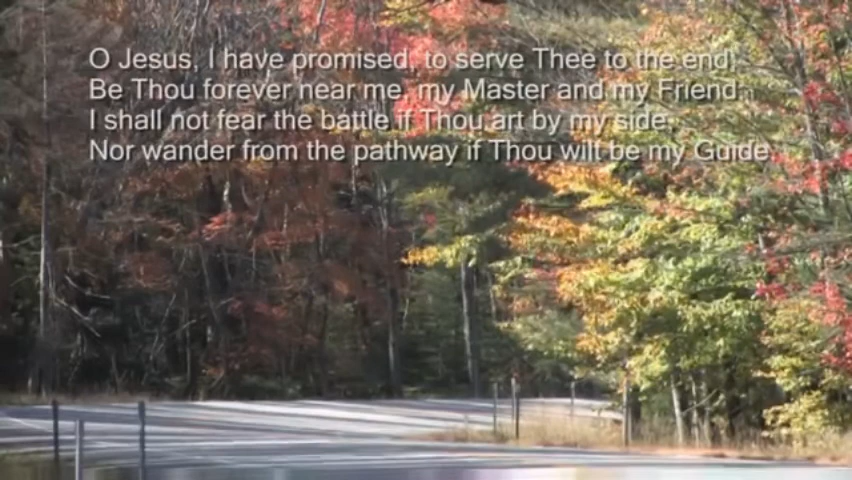 O Jesus, I have promised, to serve Thee to the end;
Be Thou forever near me, my Master and my Friend.
I shall not fear the battle if Thou art by my side,
Nor wander from the pathway if Thou wilt be my Guide.